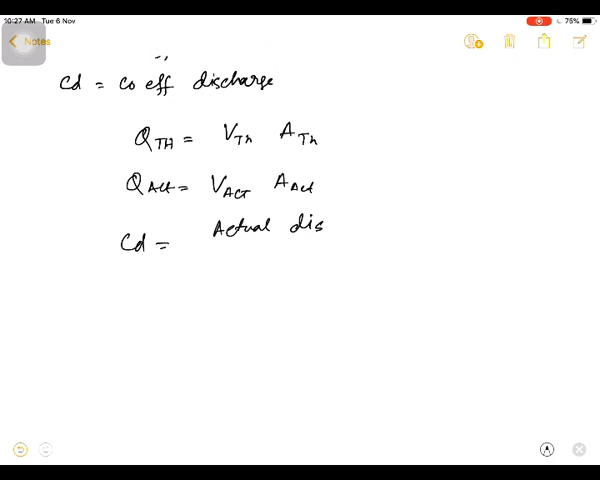 10:27 AM Tue 6 Nov 75%
Notes
Cd = co eff discharge
QTH = VTh ATh
QAct = VACT AAct
Cd = Actual dis